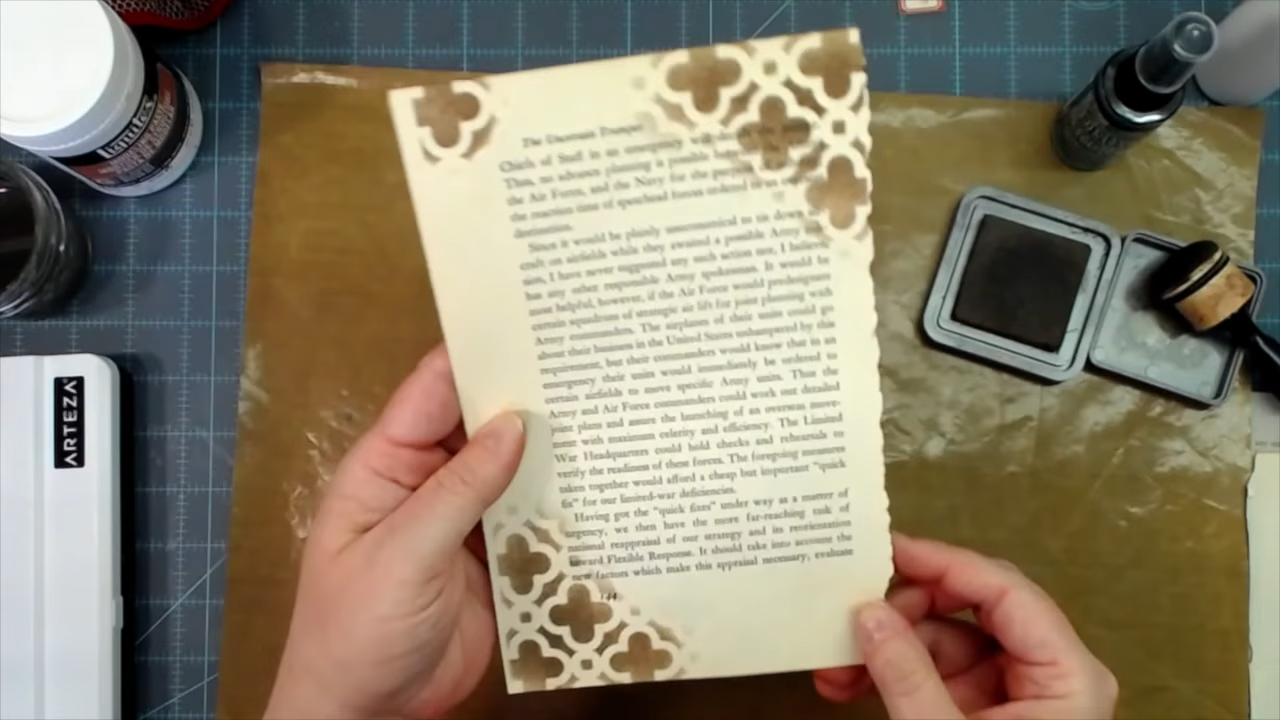 Liquitex
ARTEZA
The Uncertain Trumpet
Chiefs of Staff in an emergency will
Thus, no advance planning is possible
the Air Force, and the Navy for the
the reaction time of spearhead forces ordered to an
destination.
Since it would be plainly uneconomical to tie down
craft on airfields while they awaited a possible Army
sion, I have never suggested any such action nor, I believe,
has any other responsible Army spokesman. It would be
most helpful, however, if the Air Force would predesignate
certain squadrons of strategic air lift for joint planning with
Army commanders. The airplanes of their units could go
about their business in the United States unhampered by this
requirement, but their commanders would know that in an
emergency their units would immediately be ordered to
certain airfields to move specific Army units. Thus the
Army and Air Force commanders could work out detailed
joint plans and assure the launching of an overseas move-
ment with maximum celerity and efficiency. The Limited
War Headquarters could hold checks and rehearsals to
verify the readiness of these forces. The foregoing measures
taken together would afford a cheap but important "quick
fix" for our limited-war deficiencies.
Having got the "quick fixes" under way as a matter of
urgency, we then have the more far-reaching task of
national reappraisal of our strategy and its reorientation
toward Flexible Response. It should take into account the
new factors which make this appraisal necessary, evaluate
144